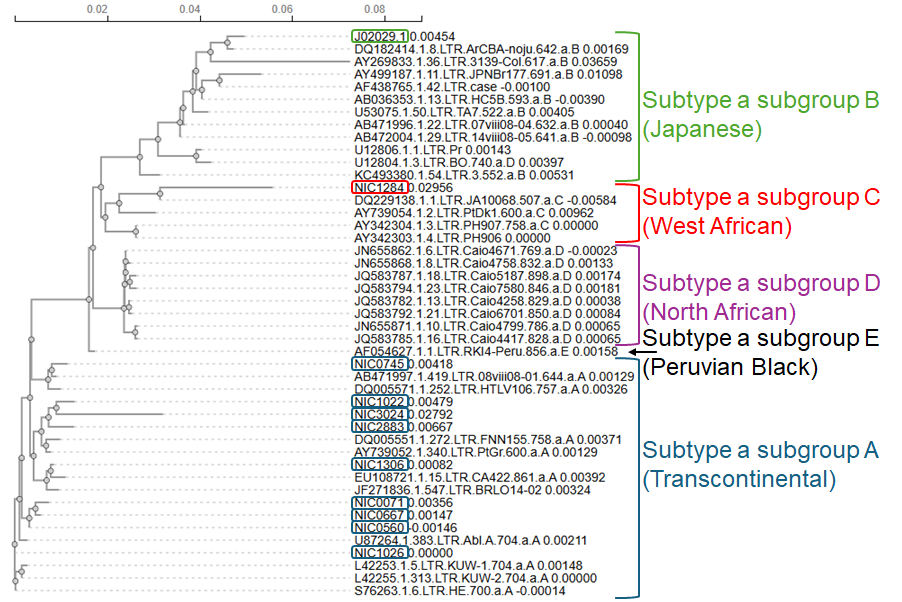 0.02 0.04 0.06 0.08
J02029.1 0.00454
DQ182414.1.8.LTR.ArCBA-noju.642.a.B 0.00169
AY269833.1.36.LTR.3139-Col.617.a.B 0.03659
AY499187.1.11.LTR.JPNBr177.691.a.B 0.01098
AF438765.1.42.LTR.case -0.00100
AB036353.1.13.LTR.HC5B.593.a.B -0.00390
U53075.1.50.LTR.TA7.522.a.B 0.00405
AB471996.1.22.LTR.07viii08-04.632.a.B 0.00040
AB472004.1.29.LTR.14viii08-05.641.a.B -0.00098
U12806.1.1.LTR.Pr 0.00143
U12804.1.3.LTR.BO.740.a.D 0.00397
KC493380.1.54.LTR.3.552.a.B 0.00531
Subtype a subgroup B
(Japanese)
NIC1284 0.02956
DQ229138.1.1.LTR.JA10068.507.a.C -0.00584
AY739054.1.2.LTR.PtDk1.600.a.C 0.00962
AY342304.1.3.LTR.PH907.758.a.C 0.00000
AY342303.1.4.LTR.PH906 0.00000
Subtype a subgroup C
(West African)
JN655862.1.6.LTR.Caio4671.769.a.D -0.00023
JN655868.1.8.LTR.Caio4758.832.a.D 0.00133
JQ583787.1.18.LTR.Caio5187.898.a.D 0.00174
JQ583794.1.23.LTR.Caio7580.846.a.D 0.00181
JQ583782.1.13.LTR.Caio4258.829.a.D 0.00038
JQ583792.1.21.LTR.Caio6701.850.a.D 0.00084
JN655871.1.10.LTR.Caio4799.786.a.D 0.00065
JQ583785.1.16.LTR.Caio4417.828.a.D 0.00065
Subtype a subgroup D
(North African)
AF054627.1.1.LTR.RKI4-Peru.856.a.E 0.00158
Subtype a subgroup E
(Peruvian Black)
NIC0745 0.00418
AB471997.1.419.LTR.08viii08-01.644.a.A 0.00129
DQ005571.1.252.LTR.HTLV106.757.a.A 0.00326
NIC1022 0.00479
NIC3024 0.02792
NIC2883 0.00667
DQ005551.1.272.LTR.FNN155.758.a.A 0.00371
AY739052.1.340.LTR.PtGr.600.a.A 0.00129
NIC1306 0.00082
EU108721.1.15.LTR.CA422.861.a.A 0.00392
JF271836.1.547.LTR.BRLO14-02 0.00324
NIC0071 0.00356
NIC0667 0.00147
NIC0560 -0.00146
U87264.1.383.LTR.Abl.A.704.a.A 0.00211
NIC1026 0.00000
L42253.1.5.LTR.KUW-1.704.a.A 0.00148
L42255.1.313.LTR.KUW-2.704.a.A 0.00000
S76263.1.6.LTR.HE.700.a.A -0.00014
Subtype a subgroup A
(Transcontinental)